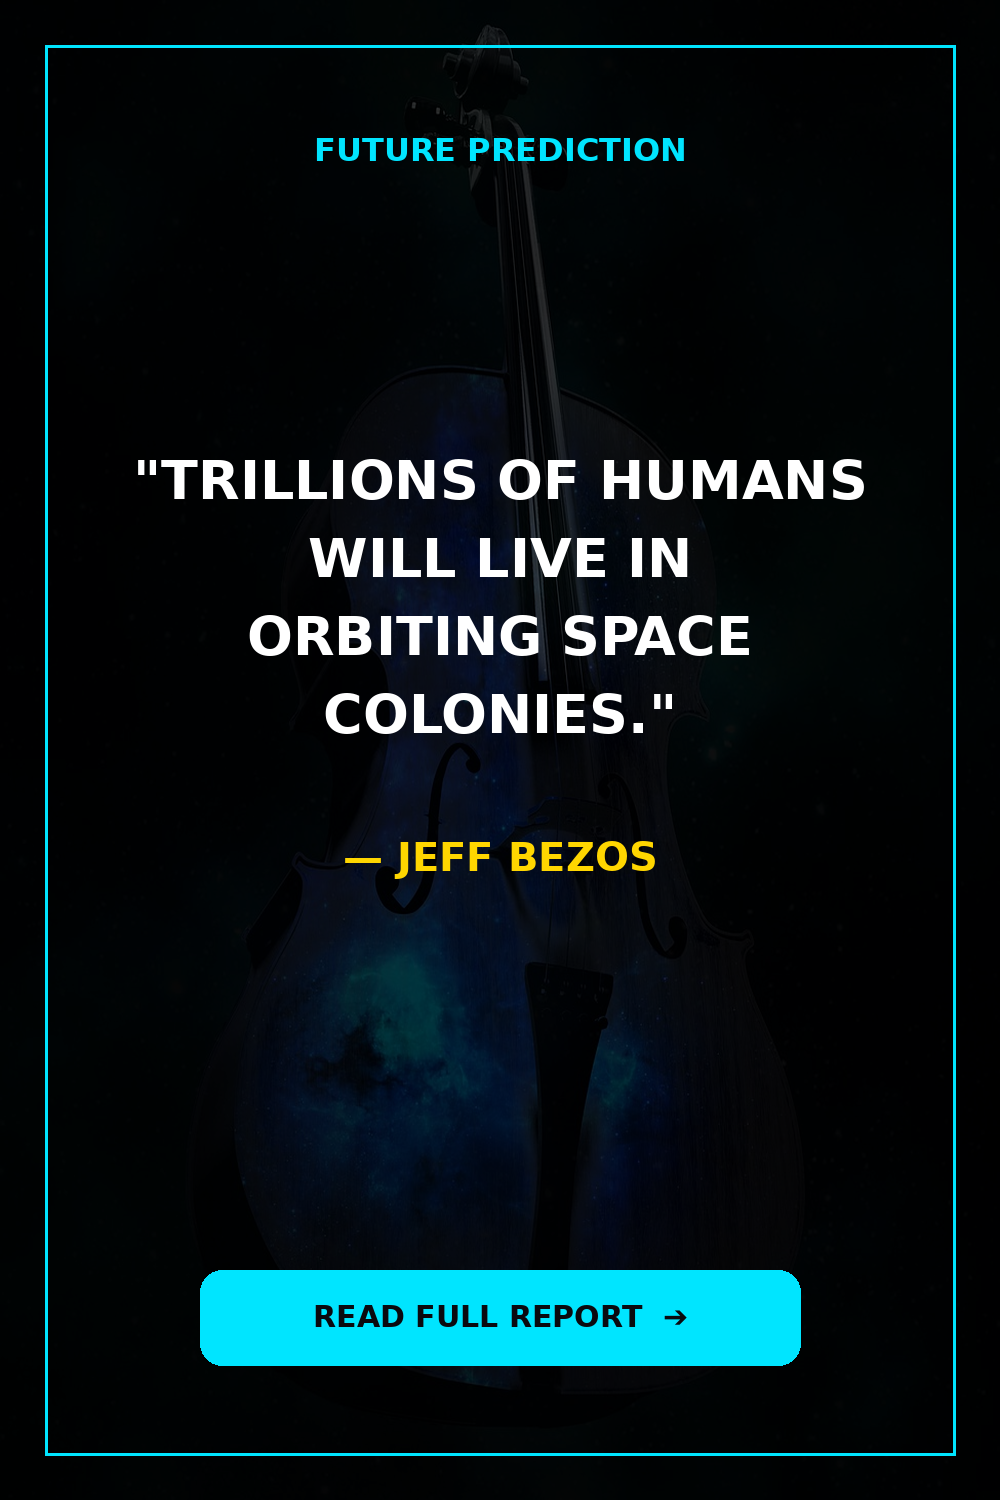 FUTURE PREDICTION
"TRILLIONS OF HUMANS
WILL LIVE IN
ORBITING SPACE
COLONIES."
— JEFF BEZOS
READ FULL REPORT ➔